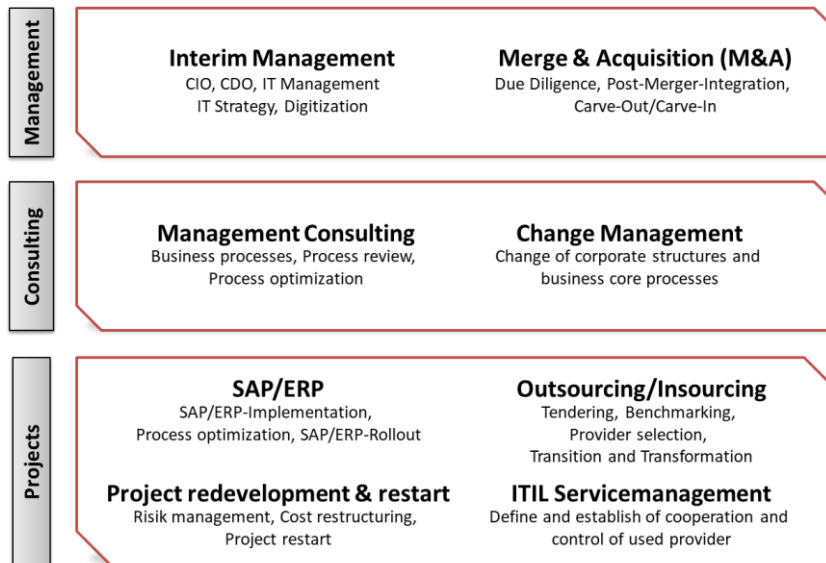 Management
Interim Management
CIO, CDO, IT Management
IT Strategy, Digitization
Merge & Acquisition (M&A)
Due Diligence, Post-Merger-Integration,
Carve-Out/Carve-In
Consulting
Management Consulting
Business processes, Process review,
Process optimization
Change Management
Change of corporate structures and
business core processes
Projects
SAP/ERP
SAP/ERP-Implementation,
Process optimization, SAP/ERP-Rollout
Outsourcing/Insourcing
Tendering, Benchmarking,
Provider selection,
Transition and Transformation
Project redevelopment & restart
Risik management, Cost restructuring,
Project restart
ITIL Servicemanagement
Define and establish of cooperation and
control of used provider